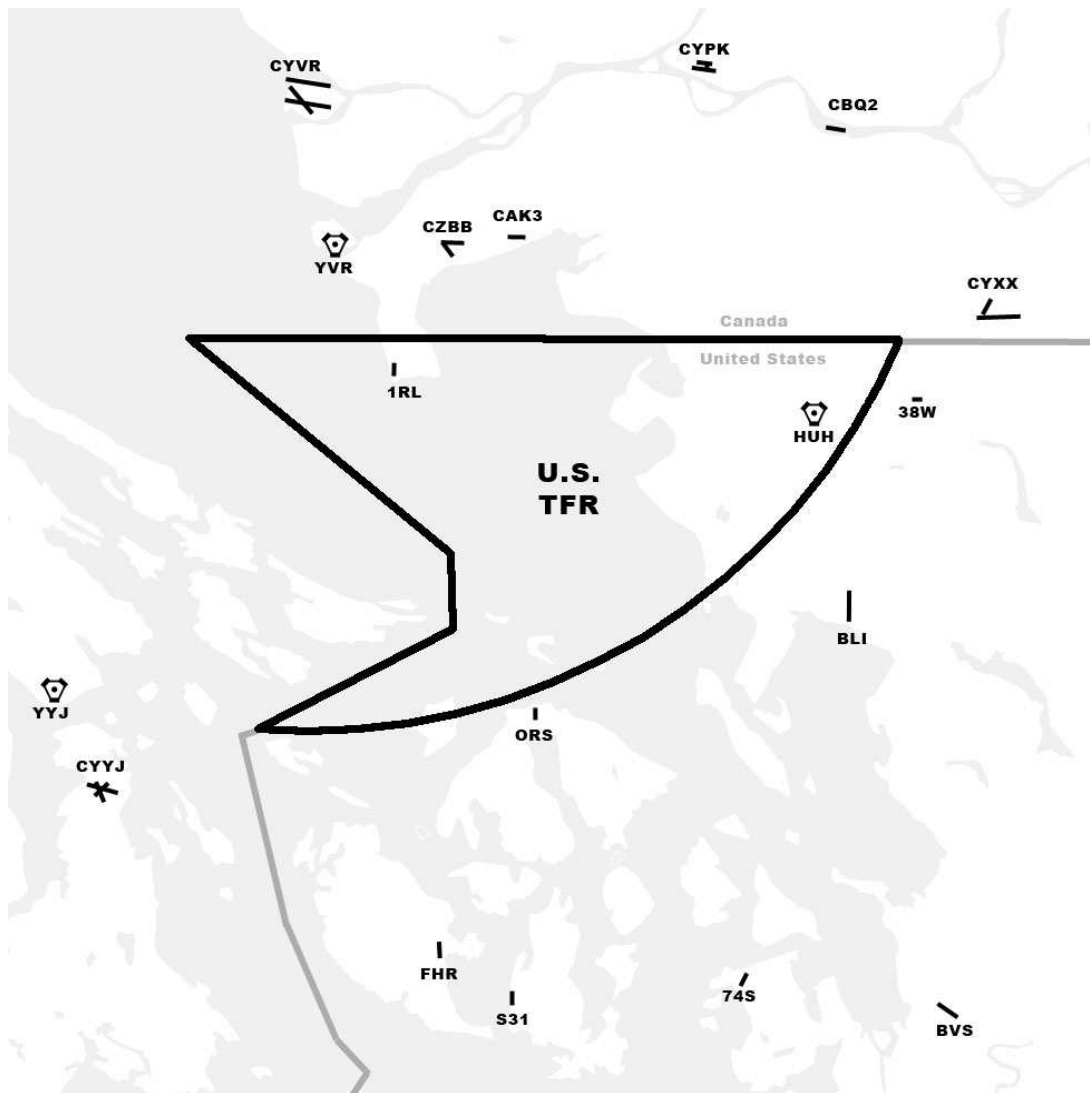 CYPK
CYVR
CBQ2
CAK3
CZBB
YVR
CYXX
Canada
United States
1RL
38W
HUH
U.S.
TFR
BLI
YYJ
ORS
CYYJ
FHR
74S
S31
BVS